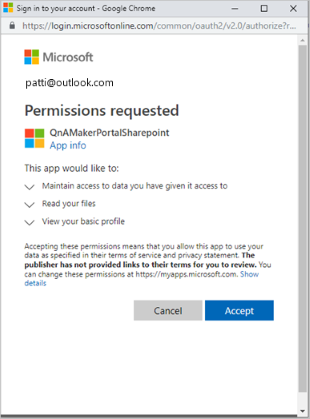 Sign in to your account - Google Chrome
https://login.microsoftonline.com/common/oauth2/v2.0/authorize?r...
Microsoft
patti@outlook.com
Permissions requested
QnAMakerPortalSharepoint
App info
This app would like to:
Maintain access to data you have given it access to
Read your files
View your basic profile
Accepting these permissions means that you allow this app to use your
data as specified in their terms of service and privacy statement. The
publisher has not provided links to their terms for you to review. You
can change these permissions at https://myapps.microsoft.com. Show
details
Cancel
Accept